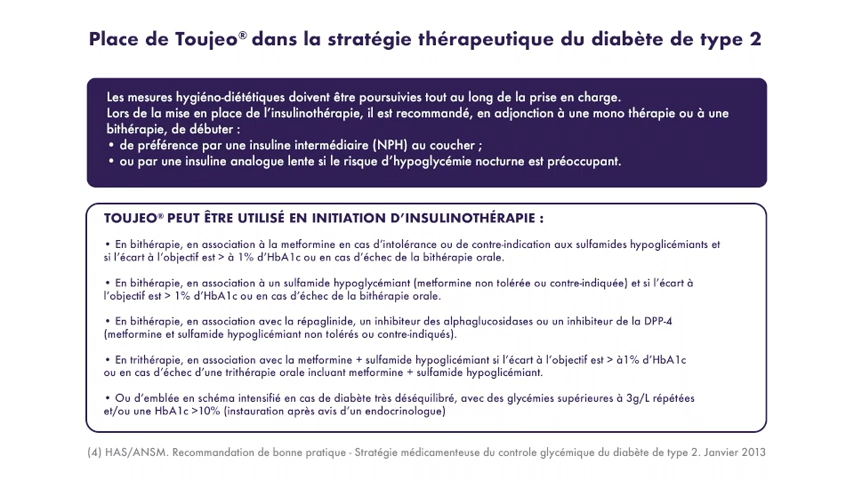 Place de Toujeo® dans la stratégie thérapeutique du diabète de type 2
Les mesures hygiéno-diététiques doivent être poursuivies tout au long de la prise en charge.
Lors de la mise en place de l'insulinothérapie, il est recommandé, en adjonction à une mono thérapie ou à une
bithérapie, de débuter :
• de préférence par une insuline intermédiaire (NPH) au coucher ;
• ou par une insuline analogue lente si le risque d'hypoglycémie nocturne est préoccupant.
TOUJEO® PEUT ÊTRE UTILISÉ EN INITIATION D'INSULINOTHÉRAPIE :
• En bithérapie, en association à la metformine en cas d'intolérance ou de contre-indication aux sulfamides hypoglicémiants et
si l'écart à l'objectif est > à 1% d'HbA1c ou en cas d'échec de la bithérapie orale.
• En bithérapie, en association à un sulfamide hypoglycémiant (metformine non tolérée ou contre-indiquée) et si l'écart à
l'objectif est > 1% d'HbA1c ou en cas d'échec de la bithérapie orale.
• En bithérapie, en association avec la répaglinide, un inhibiteur des alphaglucosidases ou un inhibiteur de la DPP-4
(metformine et sulfamide hypoglicémiant non tolérés ou contre-indiqués).
• En trithérapie, en association avec la metformine + sulfamide hypoglicémiant si l'écart à l'objectif est > à1% d'HbA1c
ou en cas d'échec d'une trithérapie orale incluant metformine + sulfamide hypoglicémiant.
• Ou d'emblée en schéma intensifié en cas de diabète très déséquilibré, avec des glycémies supérieures à 3g/L répétées
et/ou une HbA1c >10% (instauration après avis d'un endocrinologue)
(4) HAS/ANSM. Recommandation de bonne pratique - Stratégie médicamenteuse du controle glycémique du diabète de type 2. Janvier 2013